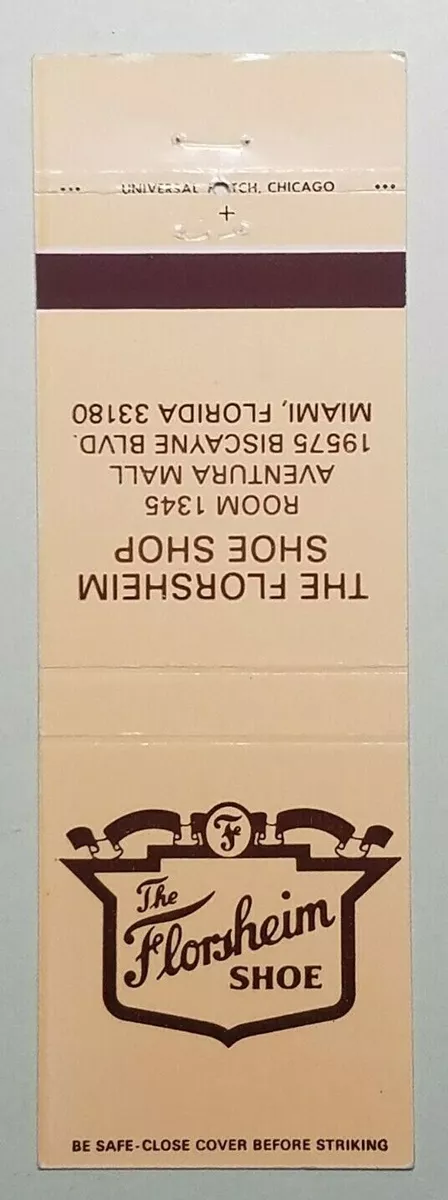 UNIVERSAL MATCH, CHICAGO
THE FLORSHEIM
SHOE SHOP
ROOM 1345
AVENTURA MALL
19575 BISCAYNE BLVD.
MIAMI, FLORIDA 33180
F
The
Florsheim
SHOE
BE SAFE-CLOSE COVER BEFORE STRIKING